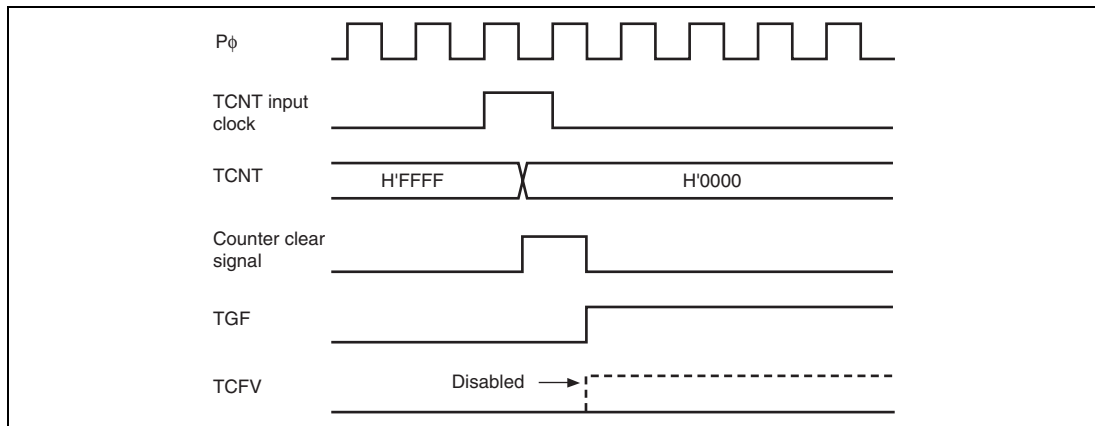 Pϕ
TCNT input
clock
TCNT
H'FFFF
H'0000
Counter clear
signal
TGF
TCFV
Disabled